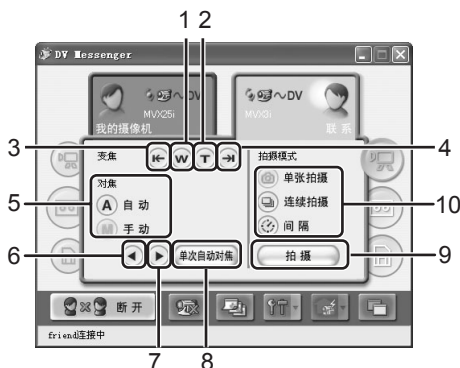 1 2
DV Messenger
DV
MVX25i
我的摄像机
DV
MVX3i
联系
3
4
变焦
W T
拍摄模式
对焦
单张拍摄
5
A 自动
连续拍摄
10
M 手动
间隔
6
单次自动对焦
拍摄
9
断开
friend连接中
7 8